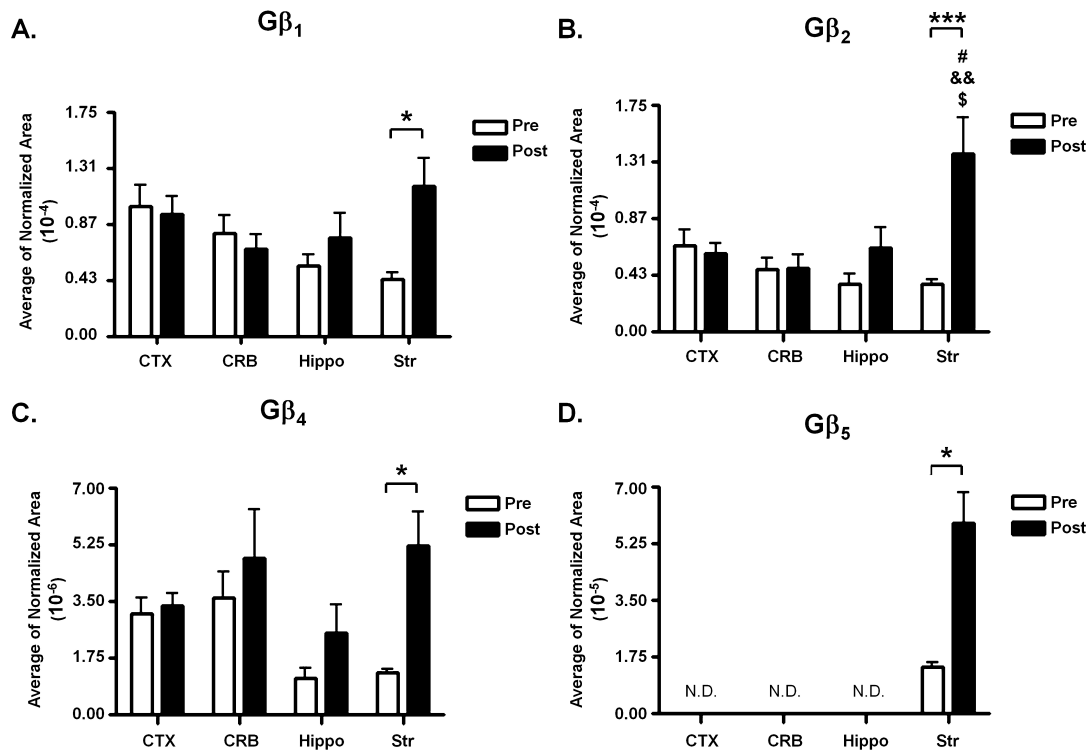 A.
Gβ₁
Average of Normalized Area
(10⁻⁴)
1.75
1.31
0.87
0.43
0.00
*
Pre
Post
CTX CRB Hippo Str
B.
Gβ₂
Average of Normalized Area
(10⁻⁴)
1.75
1.31
0.87
0.43
0.00
***
#
&&
$
Pre
Post
CTX CRB Hippo Str
C.
Gβ₄
Average of Normalized Area
(10⁻⁶)
7.00
5.25
3.50
1.75
0.00
*
Pre
Post
CTX CRB Hippo Str
D.
Gβ₅
Average of Normalized Area
(10⁻⁵)
7.00
5.25
3.50
1.75
0.00
*
Pre
Post
N.D. N.D. N.D.
CTX CRB Hippo Str